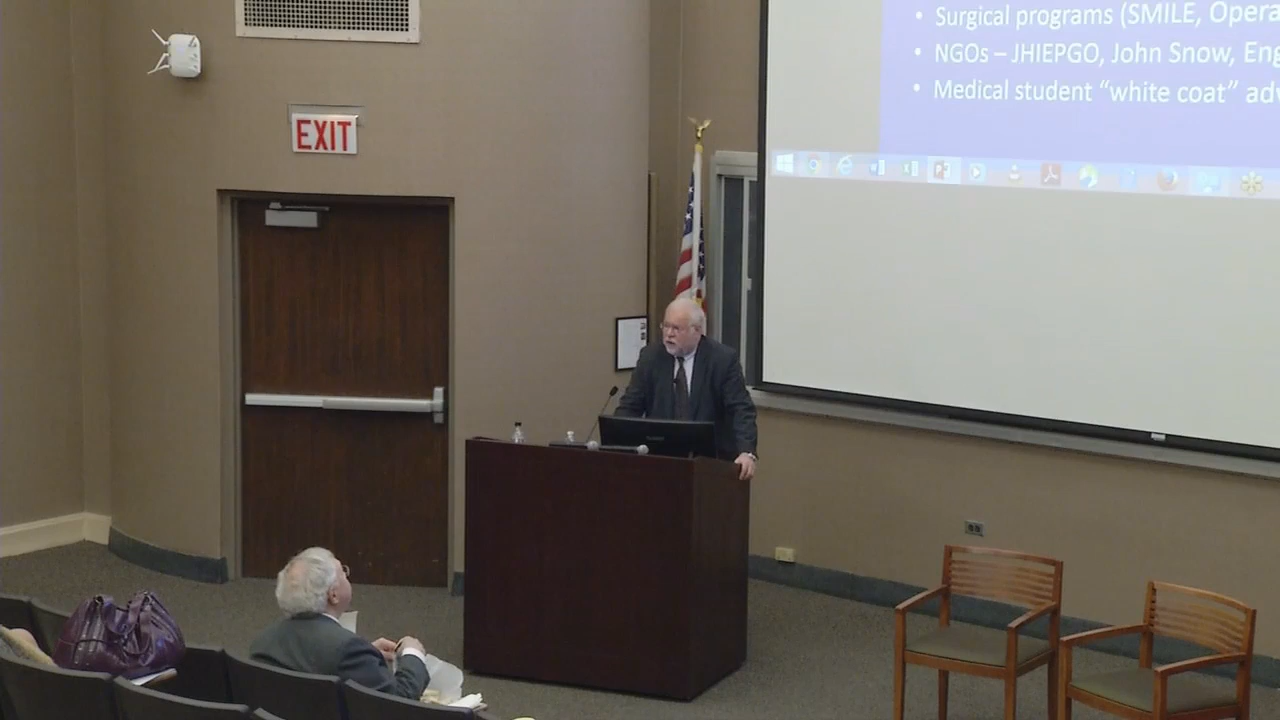 • Surgical programs (SMILE, Opera
• NGOs – JHIEPGO, John Snow, Eng
• Medical student “white coat” adv
EXIT